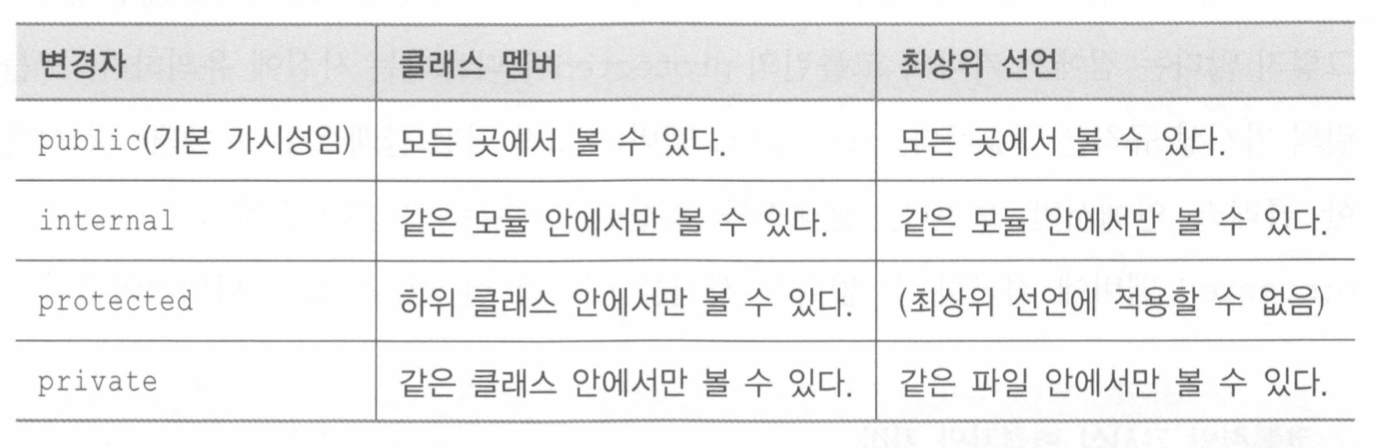 변경자 클래스 멤버 최상위 선언
public(기본 가시성임) 모든 곳에서 볼 수 있다. 모든 곳에서 볼 수 있다.
internal 같은 모듈 안에서만 볼 수 있다. 같은 모듈 안에서만 볼 수 있다.
protected 하위 클래스 안에서만 볼 수 있다. (최상위 선언에 적용할 수 없음)
private 같은 클래스 안에서만 볼 수 있다. 같은 파일 안에서만 볼 수 있다.